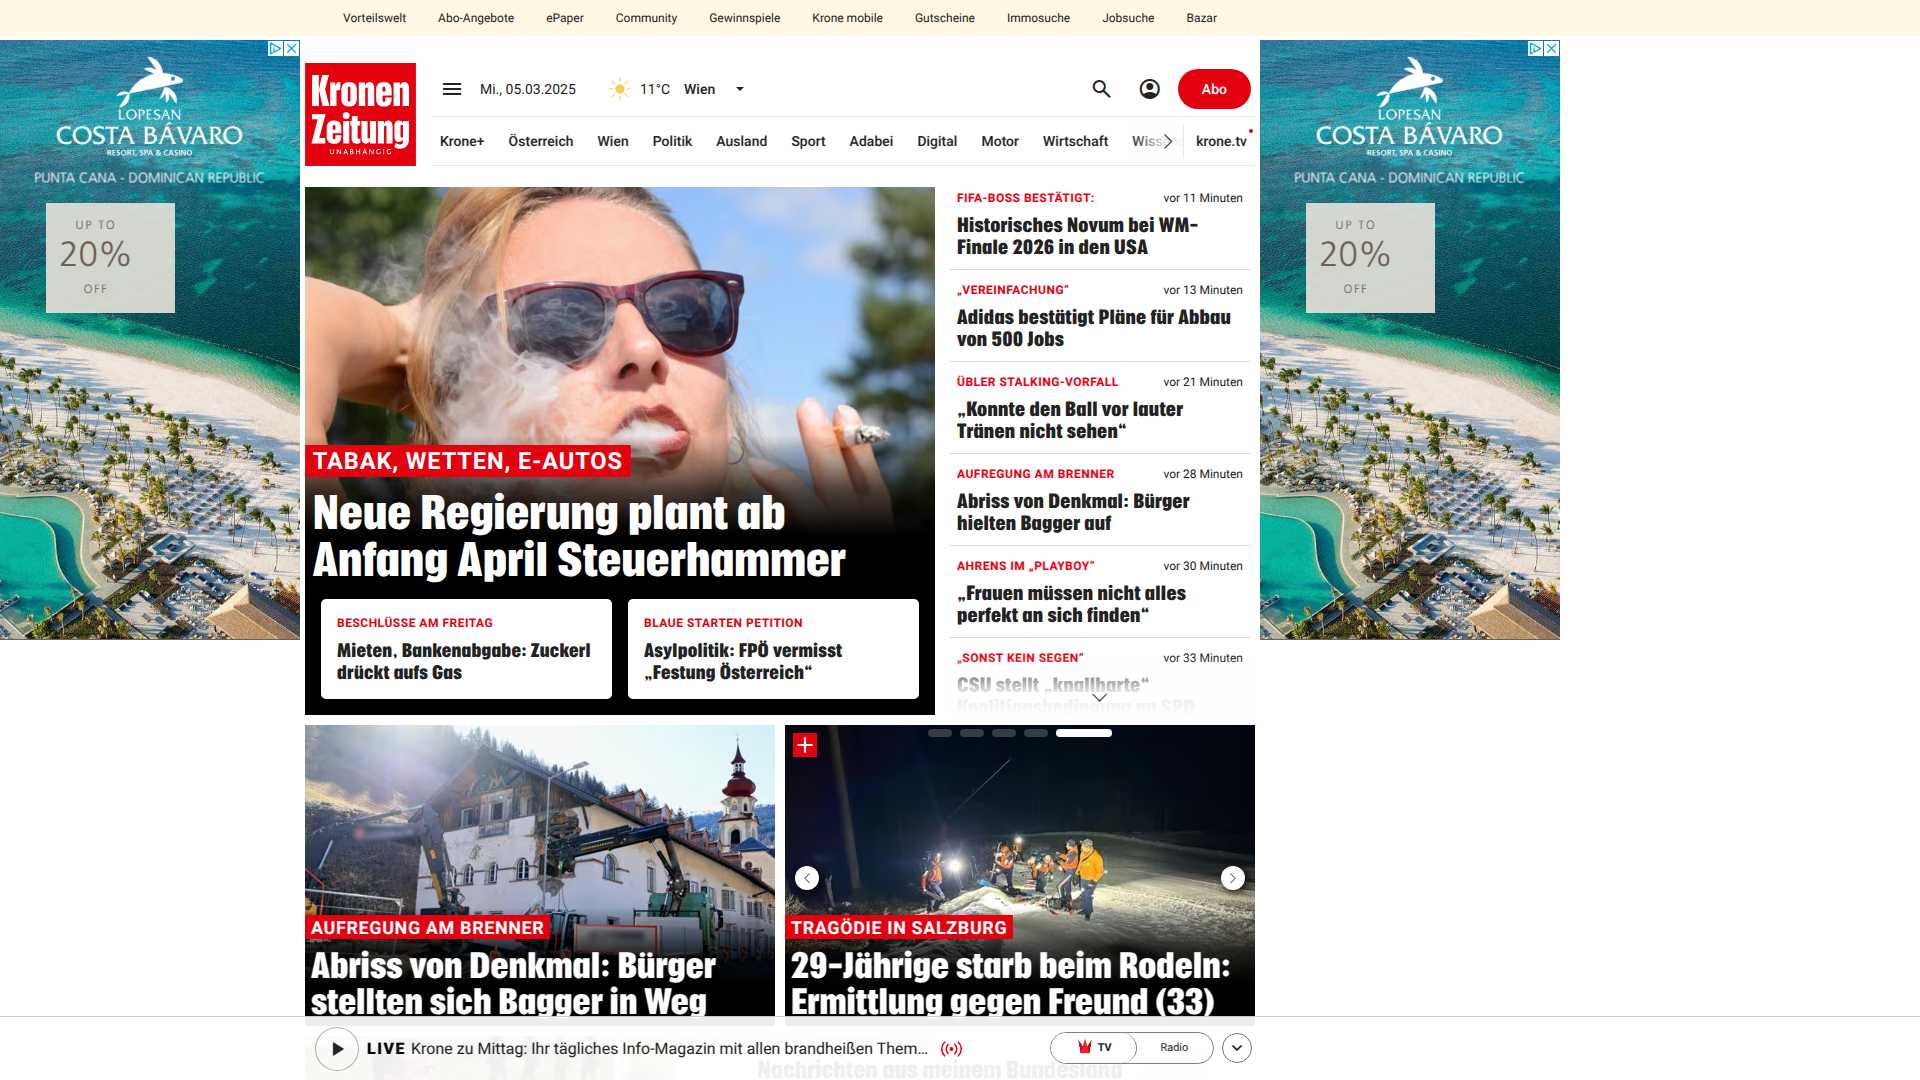 Vorteilswelt Abo-Angebote ePaper Community Gewinnspiele Krone mobile Gutscheine Immosuche Jobsuche Bazar
LOPESAN
COSTA BÁVARO
RESORT, SPA & CASINO
PUNTA CANA - DOMINICAN REPUBLIC
UP TO
20%
OFF
Kronen
Zeitung
UNABHÄNGIG
Mi., 05.03.2025 11°C Wien
Abo
Krone+ Österreich Wien Politik Ausland Sport Adabei Digital Motor Wirtschaft Wiss krone.tv
TABAK, WETTEN, E-AUTOS
Neue Regierung plant ab
Anfang April Steuerhammer
BESCHLÜSSE AM FREITAG
Mieten, Bankenabgabe: Zuckerl
drückt aufs Gas
BLAUE STARTEN PETITION
Asylpolitik: FPÖ vermisst
„Festung Österreich“
FIFA-BOSS BESTÄTIGT: vor 11 Minuten
Historisches Novum bei WM-
Finale 2026 in den USA
„VEREINFACHUNG“ vor 13 Minuten
Adidas bestätigt Pläne für Abbau
von 500 Jobs
ÜBLER STALKING-VORFALL vor 21 Minuten
„Konnte den Ball vor lauter
Tränen nicht sehen“
AUFREGUNG AM BRENNER vor 28 Minuten
Abriss von Denkmal: Bürger
hielten Bagger auf
AHRENS IM „PLAYBOY“ vor 30 Minuten
„Frauen müssen nicht alles
perfekt an sich finden“
„SONST KEIN SEGEN“ vor 33 Minuten
CSU stellt „knallharte“
Koalitionsbedingung an SPD
LOPESAN
COSTA BÁVARO
RESORT, SPA & CASINO
PUNTA CANA - DOMINICAN REPUBLIC
UP TO
20%
OFF
AUFREGUNG AM BRENNER
Abriss von Denkmal: Bürger
stellten sich Bagger in Weg
TRAGÖDIE IN SALZBURG
29-Jährige starb beim Rodeln:
Ermittlung gegen Freund (33)
LIVE Krone zu Mittag: Ihr tägliches Info-Magazin mit allen brandheißen Them... TV Radio
Nachrichten aus meinem Bundesland